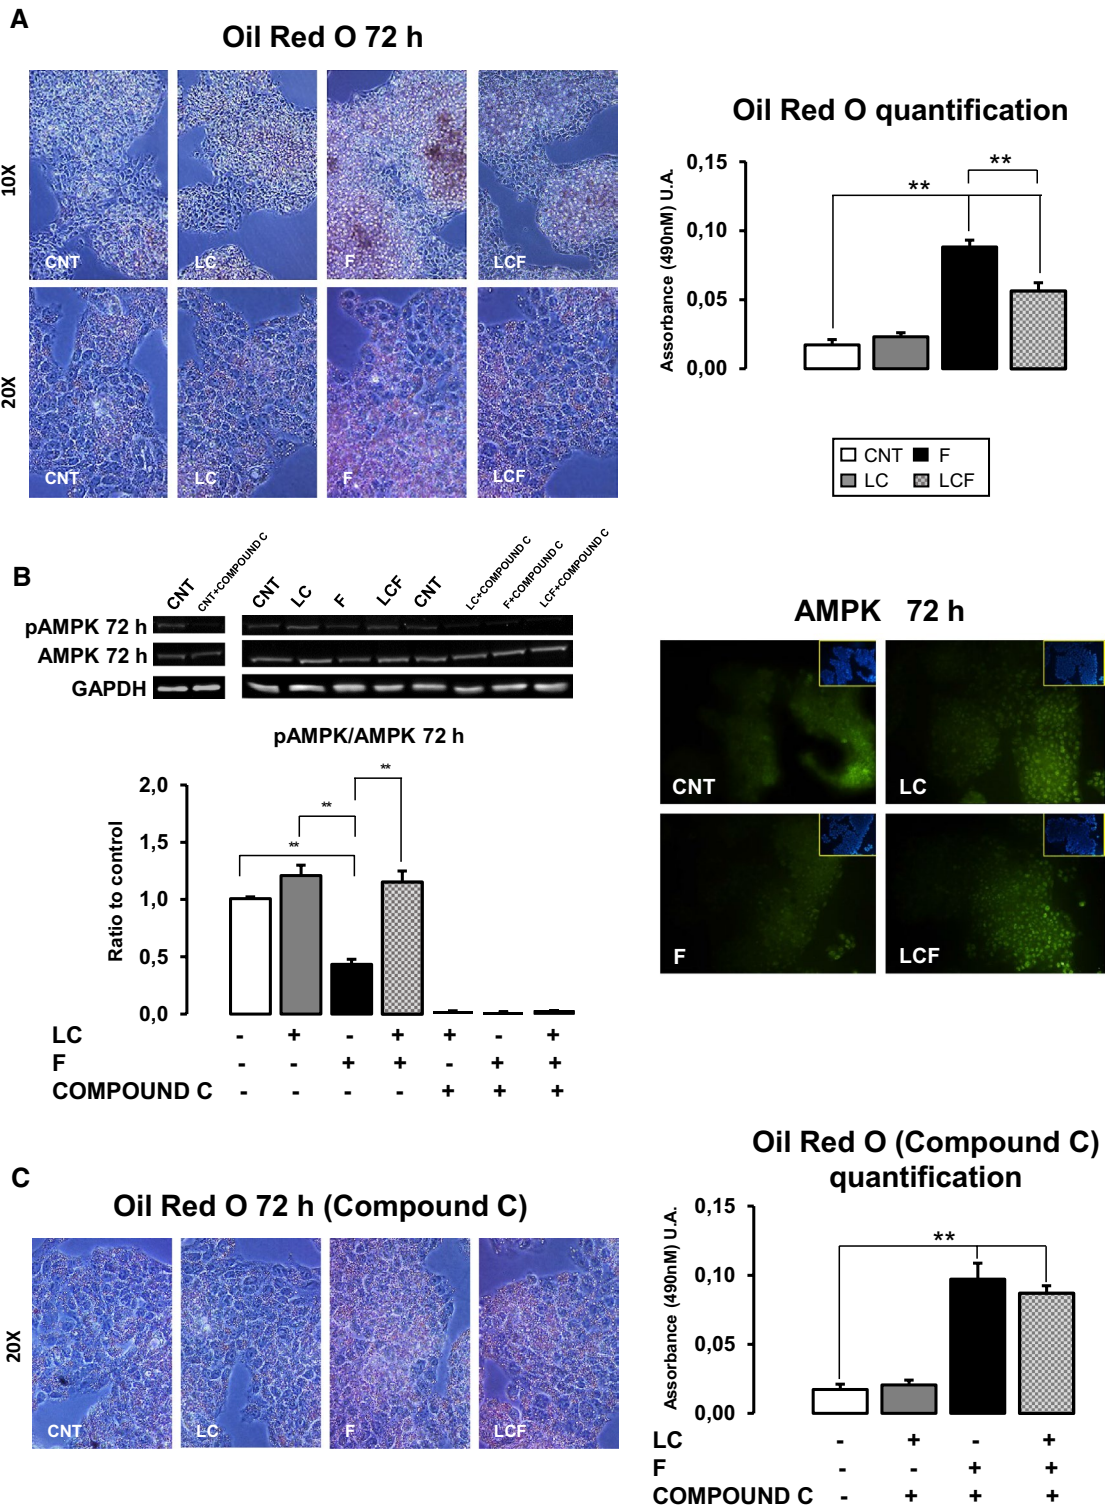 A
Oil Red O 72 h
10X
CNT LC F LCF
20X
CNT LC F LCF
Oil Red O quantification
Assorbance (490nM) U.A.
0,15
0,10
0,05
0,00
**
**
CNT F
LC LCF
B
CNT CNT+COMPOUND C CNT LC F LCF CNT LC+COMPOUND C F+COMPOUND C LCF+COMPOUND C
pAMPK 72 h
AMPK 72 h
GAPDH
pAMPK/AMPK 72 h
Ratio to control
2,0
1,5
1,0
0,5
0,0
**
**
**
LC - + - + + - +
F - - + + - + +
COMPOUND C - - - - + + +
AMPK 72 h
CNT LC
F LCF
C
Oil Red O 72 h (Compound C)
20X
CNT LC F LCF
Oil Red O (Compound C)
quantification
Assorbance (490nM) U.A.
0,15
0,10
0,05
0,00
**
LC - + - +
F - - + +
COMPOUND C - + + +